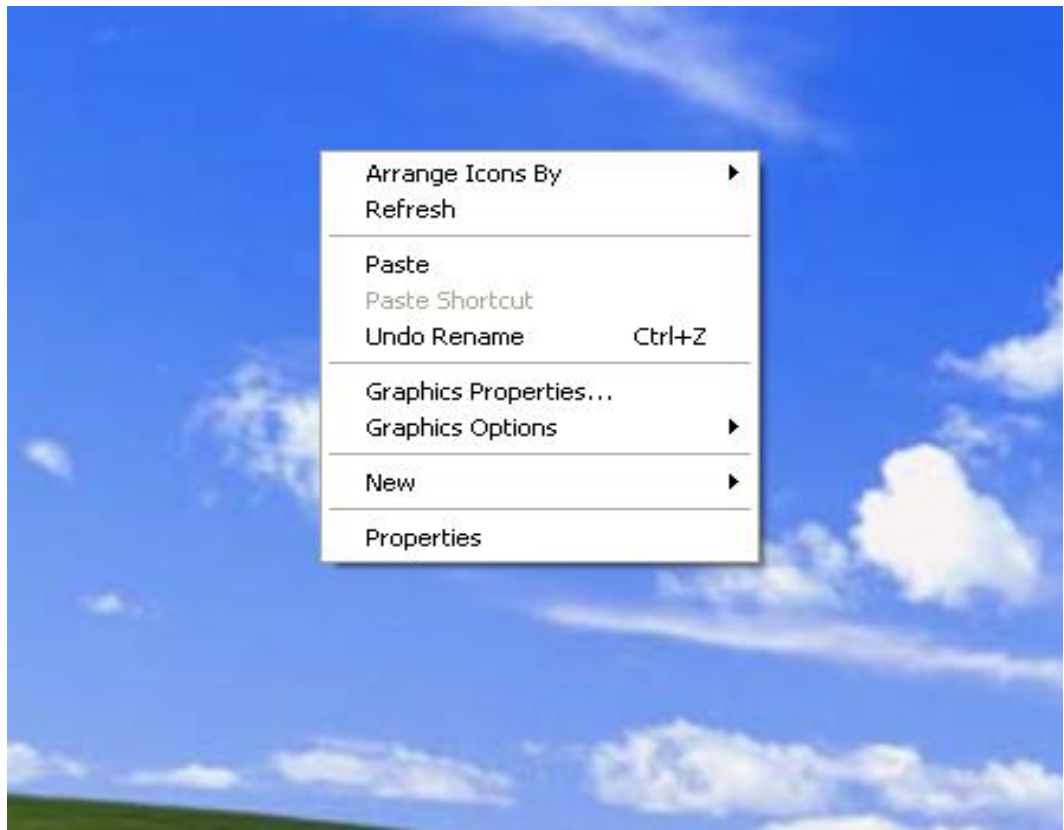 Arrange Icons By
Refresh
Paste
Paste Shortcut
Undo Rename Ctrl+Z
Graphics Properties...
Graphics Options
New
Properties